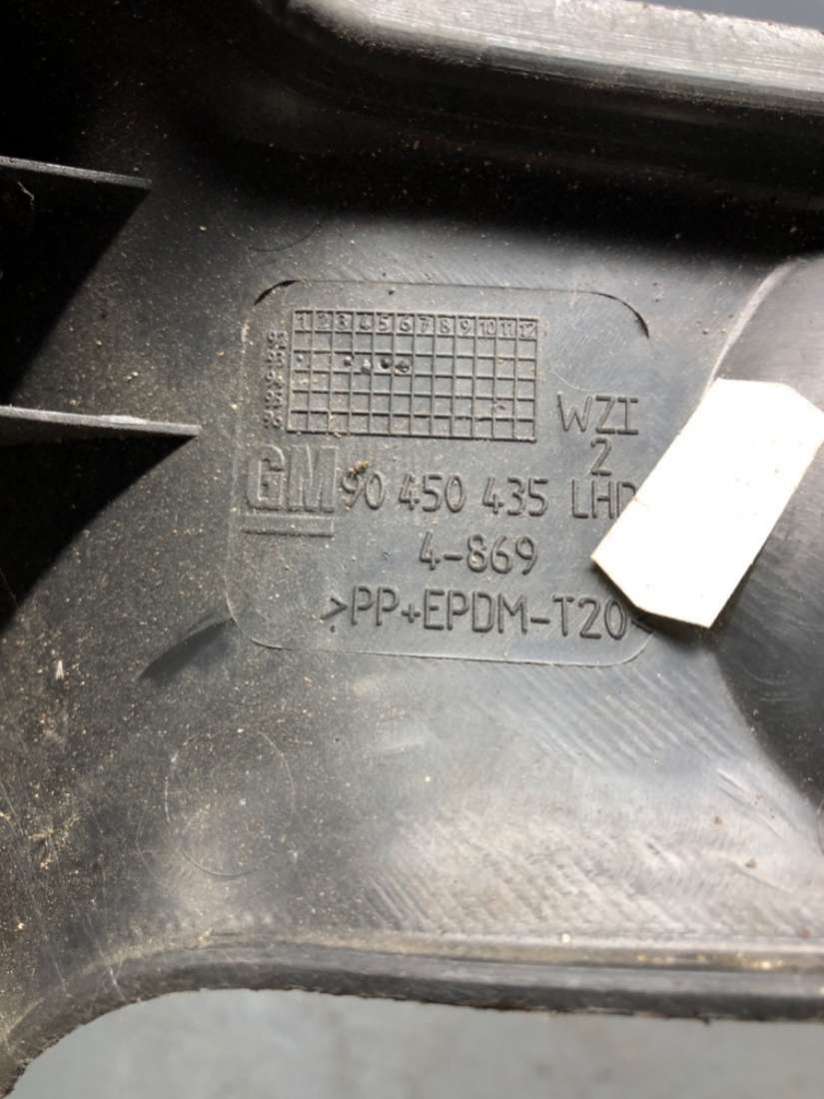 1 2 3 4 5 6 7 8 9 10 11 12
WZI
2
GM 90 450 435 LHD
4-869
>PP+EPDM-T20<